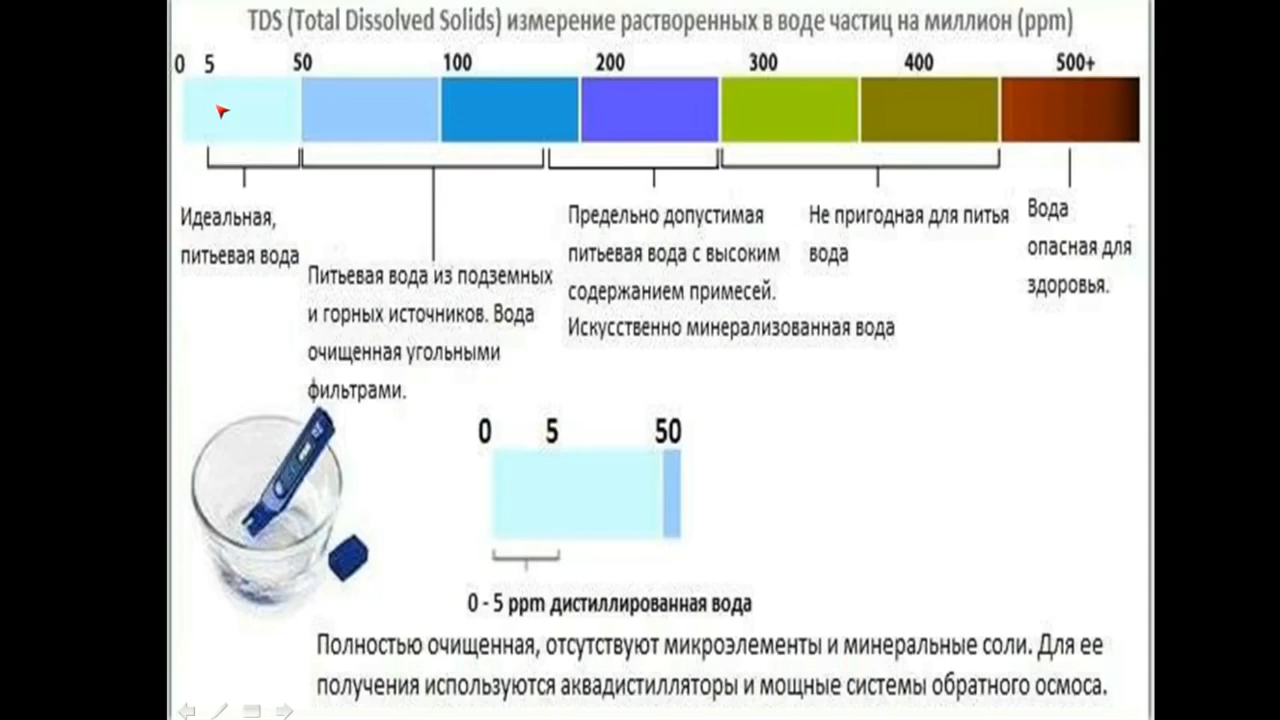 TDS (Total Dissolved Solids) измерение растворенных в воде частиц на миллион (ppm)
0 5 50 100 200 300 400 500+
Идеальная,
питьевая вода
Питьевая вода из подземных
и горных источников. Вода
очищенная угольными
фильтрами.
Предельно допустимая
питьевая вода с высоким
содержанием примесей.
Искусственно минерализованная вода
Не пригодная для питья
вода
Вода
опасная для
здоровья.
0 5 50
0 - 5 ppm дистиллированная вода
Полностью очищенная, отсутствуют микроэлементы и минеральные соли. Для ее
получения используются аквадистилляторы и мощные системы обратного осмоса.